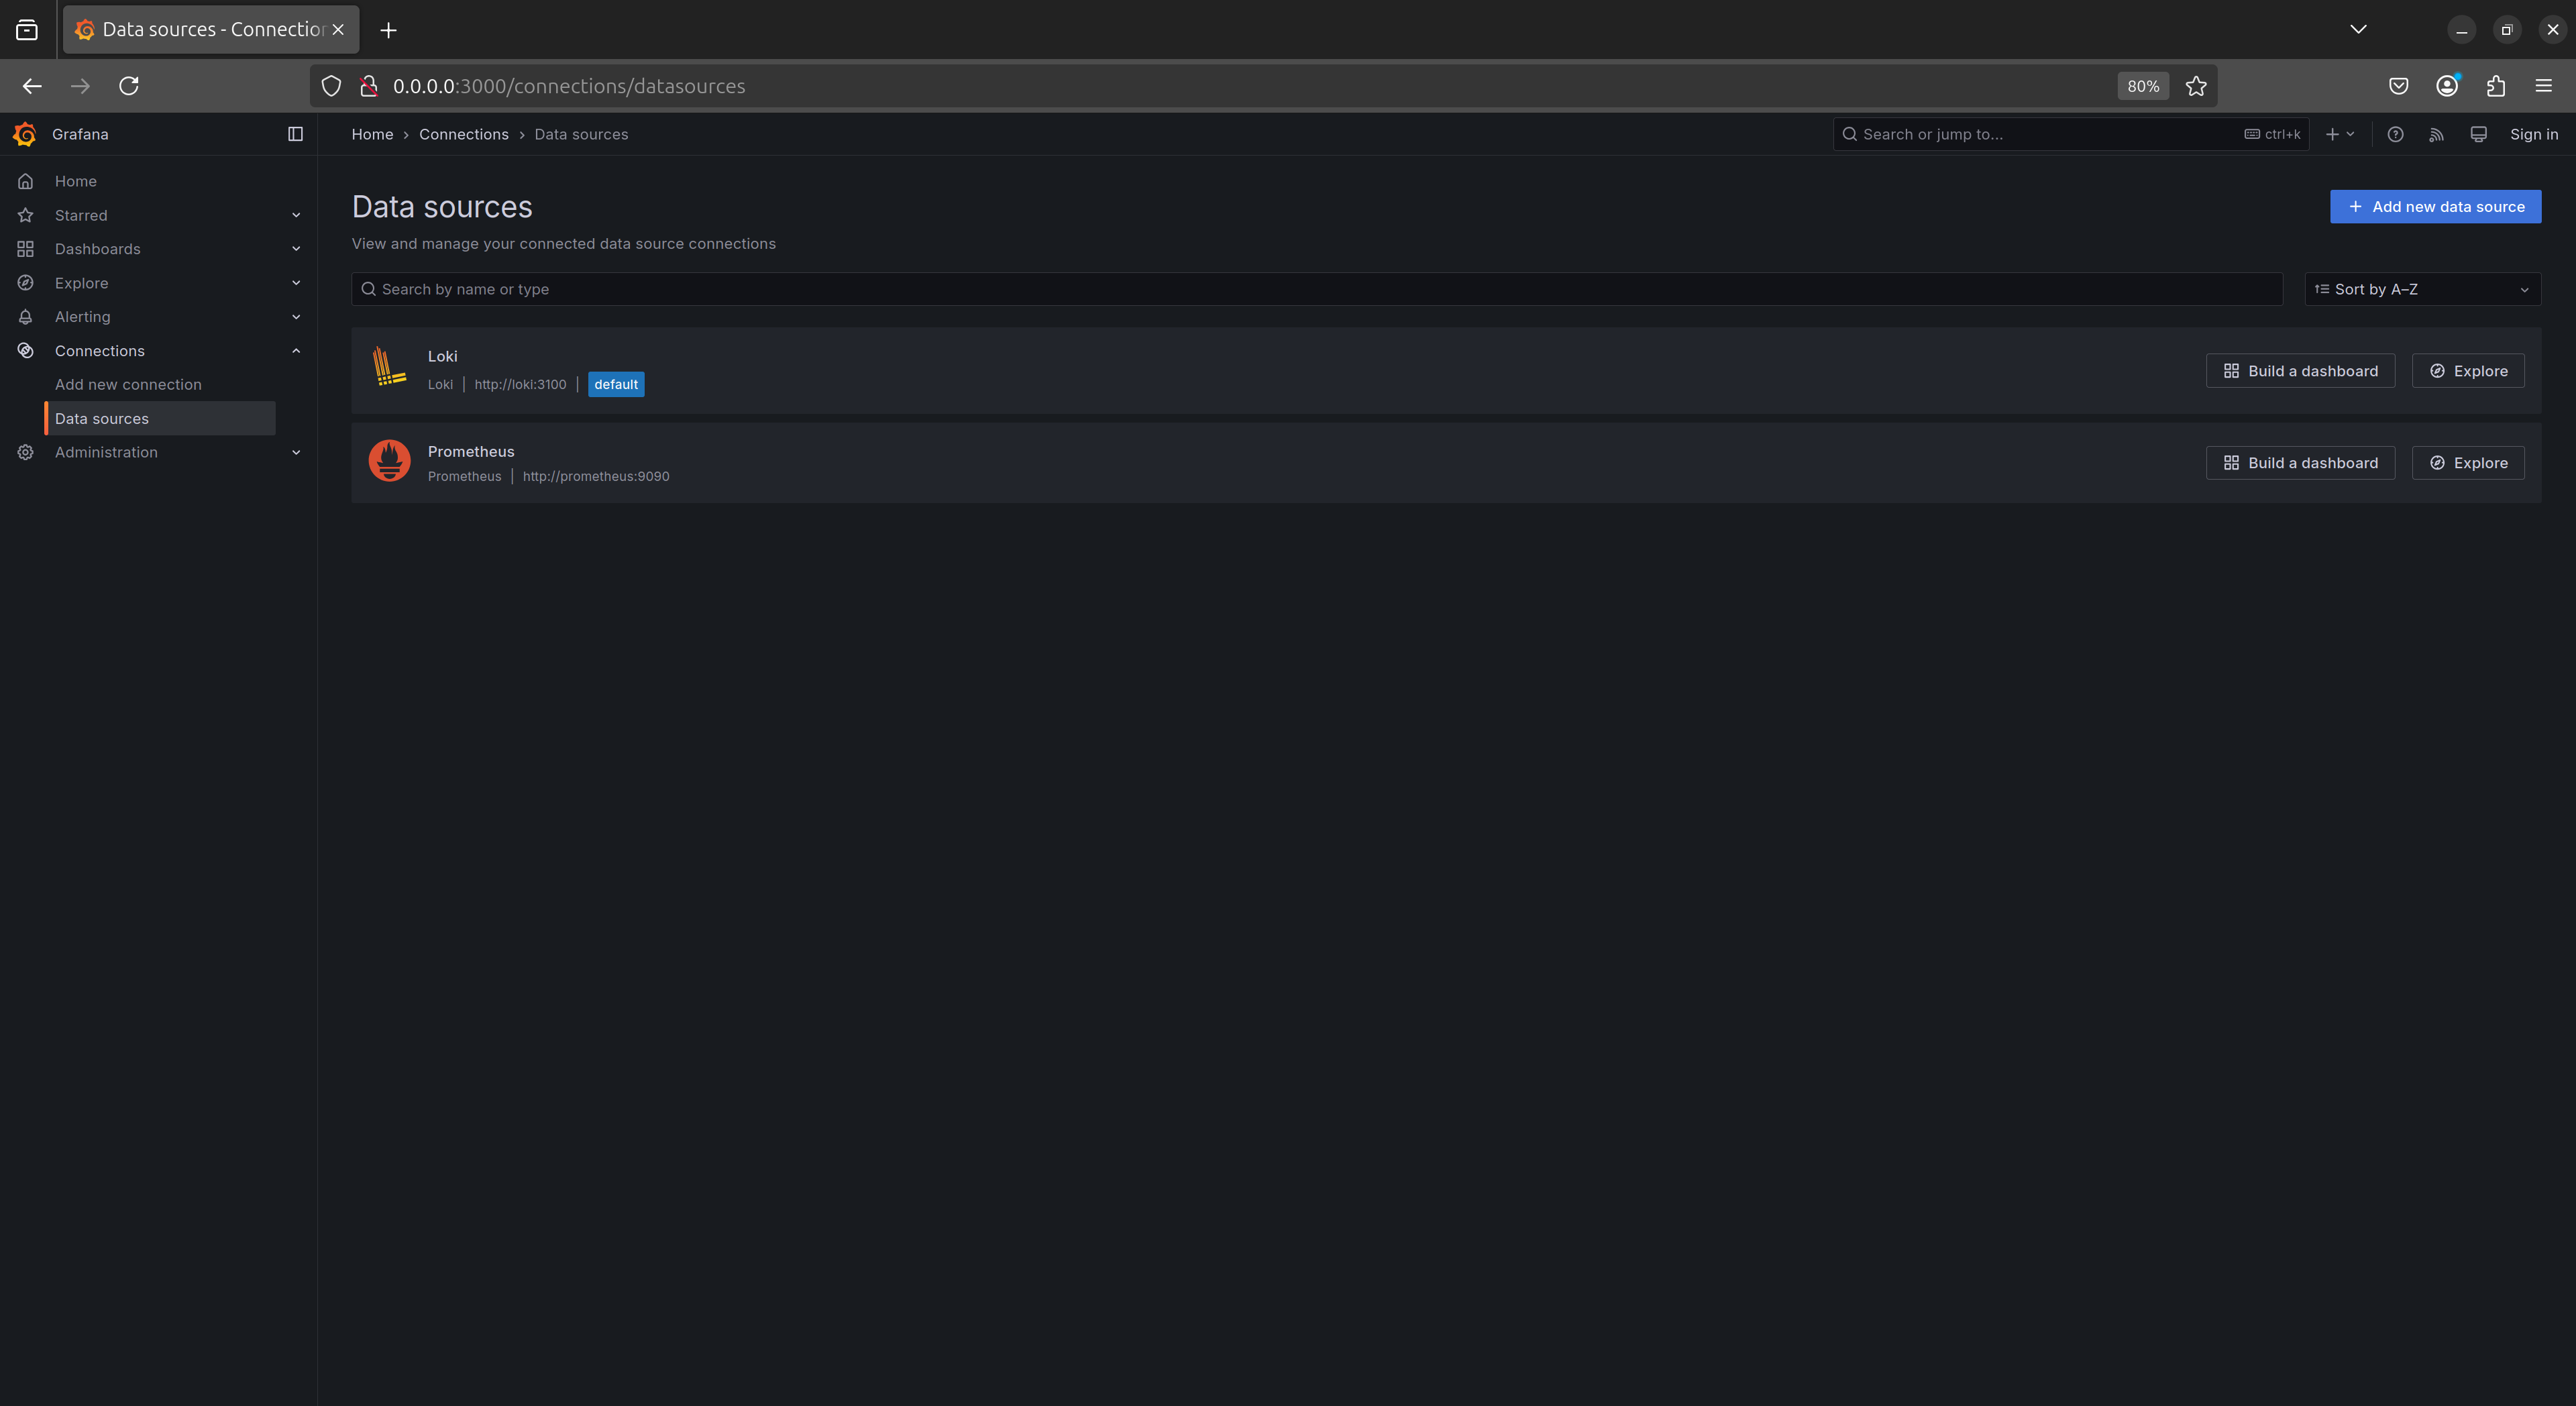 Data sources - Connection
0.0.0.0:3000/connections/datasources
80%
Grafana
Home › Connections › Data sources
Search or jump to...
ctrl+k
Sign in
Home
Starred
Dashboards
Explore
Alerting
Connections
Add new connection
Data sources
Administration
Data sources
Add new data source
View and manage your connected data source connections
Search by name or type
Sort by A–Z
Loki
Loki | http://loki:3100 | default
Build a dashboard
Explore
Prometheus
Prometheus | http://prometheus:9090
Build a dashboard
Explore